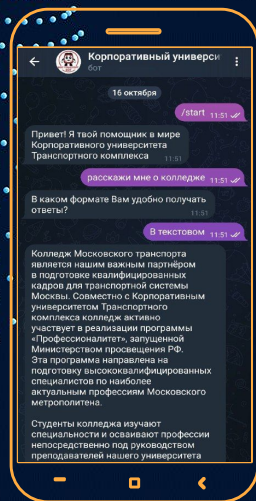 Корпоративный универси
бот
16 октября
/start 11:51
Привет! Я твой помощник в мире
Корпоративного университета
Транспортного комплекса 11:51
расскажи мне о колледже 11:51
В каком формате Вам удобно получать
ответы? 11:51
В текстовом 11:51
Колледж Московского транспорта
является нашим важным партнёром
в подготовке квалифицированных
кадров для транспортной системы
Москвы. Совместно с Корпоративным
университетом Транспортного
комплекса колледж активно
участвует в реализации программы
«Профессионалитет», запущенной
Министерством просвещения РФ.
Эта программа направлена на
подготовку высококвалифицированных
специалистов по наиболее
актуальным профессиям Московского
метрополитена.
Студенты колледжа изучают
специальности и осваивают профессии
непосредственно под руководством
преподавателей нашего университета